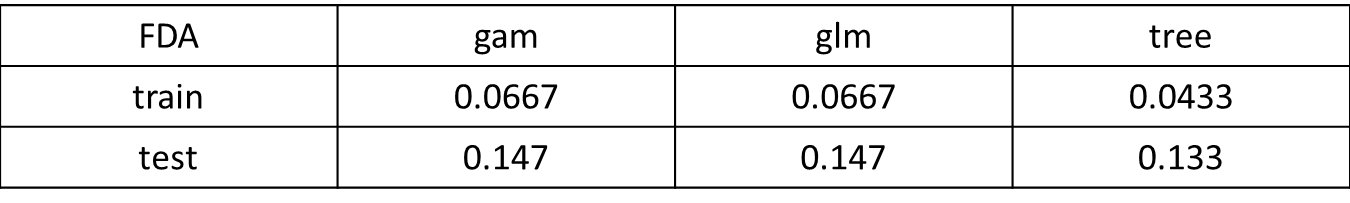 FDA gam glm tree
train 0.0667 0.0667 0.0433
test 0.147 0.147 0.133